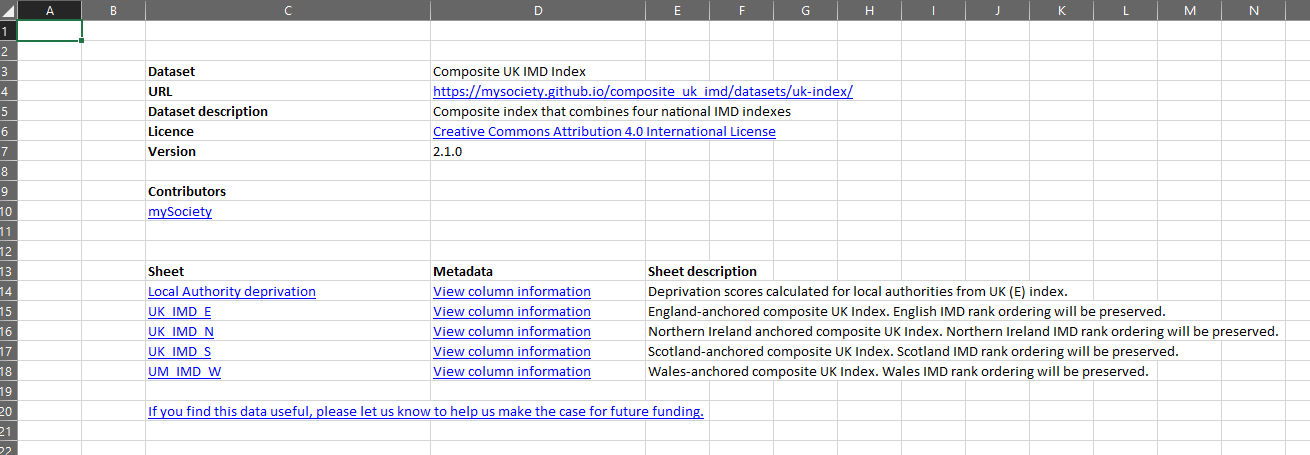 A B C D E F G H I J K L M N
1
2
3 Dataset Composite UK IMD Index
4 URL https://mysociety.github.io/composite_uk_imd/datasets/uk-index/
5 Dataset description Composite index that combines four national IMD indexes
6 Licence Creative Commons Attribution 4.0 International License
7 Version 2.1.0
8
9 Contributors
10 mySociety
11
12
13 Sheet Metadata Sheet description
14 Local Authority deprivation View column information Deprivation scores calculated for local authorities from UK (E) index.
15 UK_IMD_E View column information England-anchored composite UK Index. English IMD rank ordering will be preserved.
16 UK_IMD_N View column information Northern Ireland anchored composite UK Index. Northern Ireland IMD rank ordering will be preserved.
17 UK_IMD_S View column information Scotland-anchored composite UK Index. Scotland IMD rank ordering will be preserved.
18 UM_IMD_W View column information Wales-anchored composite UK Index. Wales IMD rank ordering will be preserved.
19
20 If you find this data useful, please let us know to help us make the case for future funding.
21
22